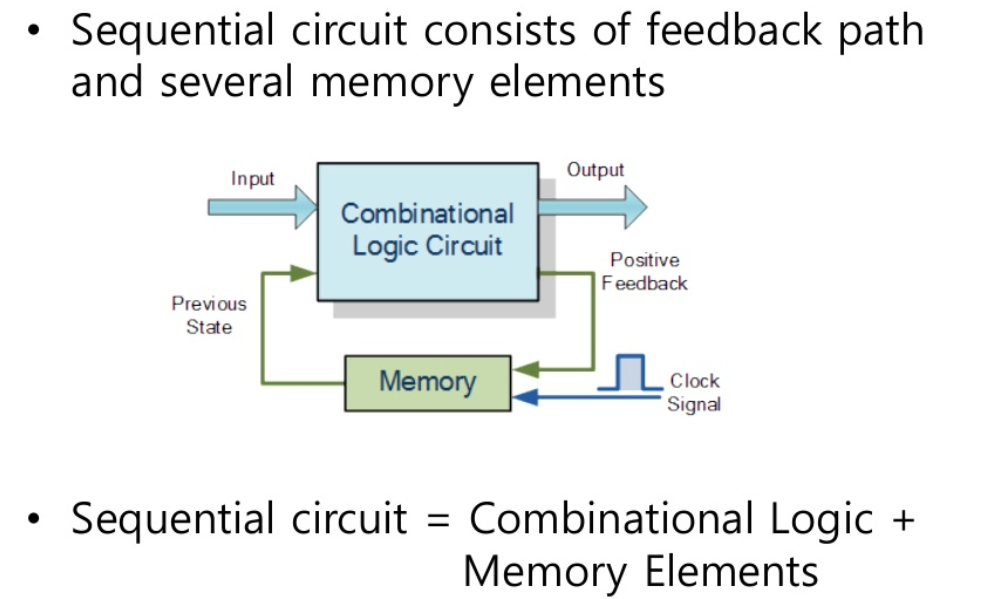 • Sequential circuit consists of feedback path
and several memory elements
Input
Output
Combinational
Logic Circuit
Positive
Feedback
Previous
State
Memory
Clock
Signal
• Sequential circuit = Combinational Logic +
Memory Elements